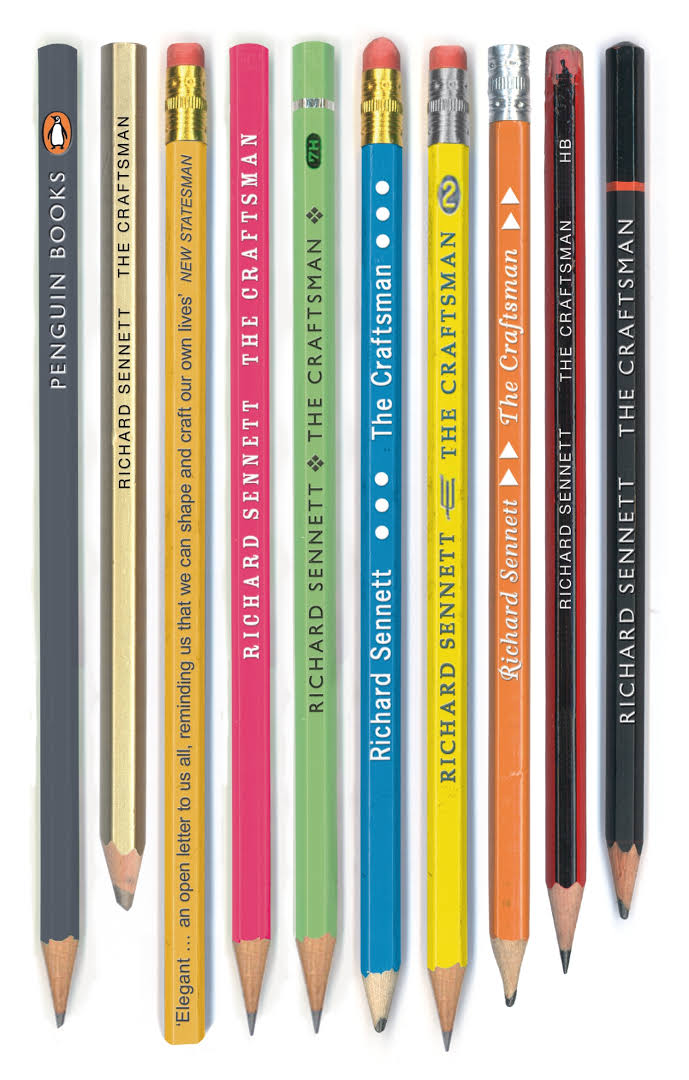 PENGUIN BOOKS
RICHARD SENNETT THE CRAFTSMAN
'Elegant ... an open letter to us all, reminding us that we can shape and craft our own lives' NEW STATESMAN
RICHARD SENNETT THE CRAFTSMAN
RICHARD SENNETT THE CRAFTSMAN 7H
Richard Sennett The Craftsman
RICHARD SENNETT THE CRAFTSMAN 2
Richard Sennett The Craftsman
RICHARD SENNETT THE CRAFTSMAN HB
RICHARD SENNETT THE CRAFTSMAN